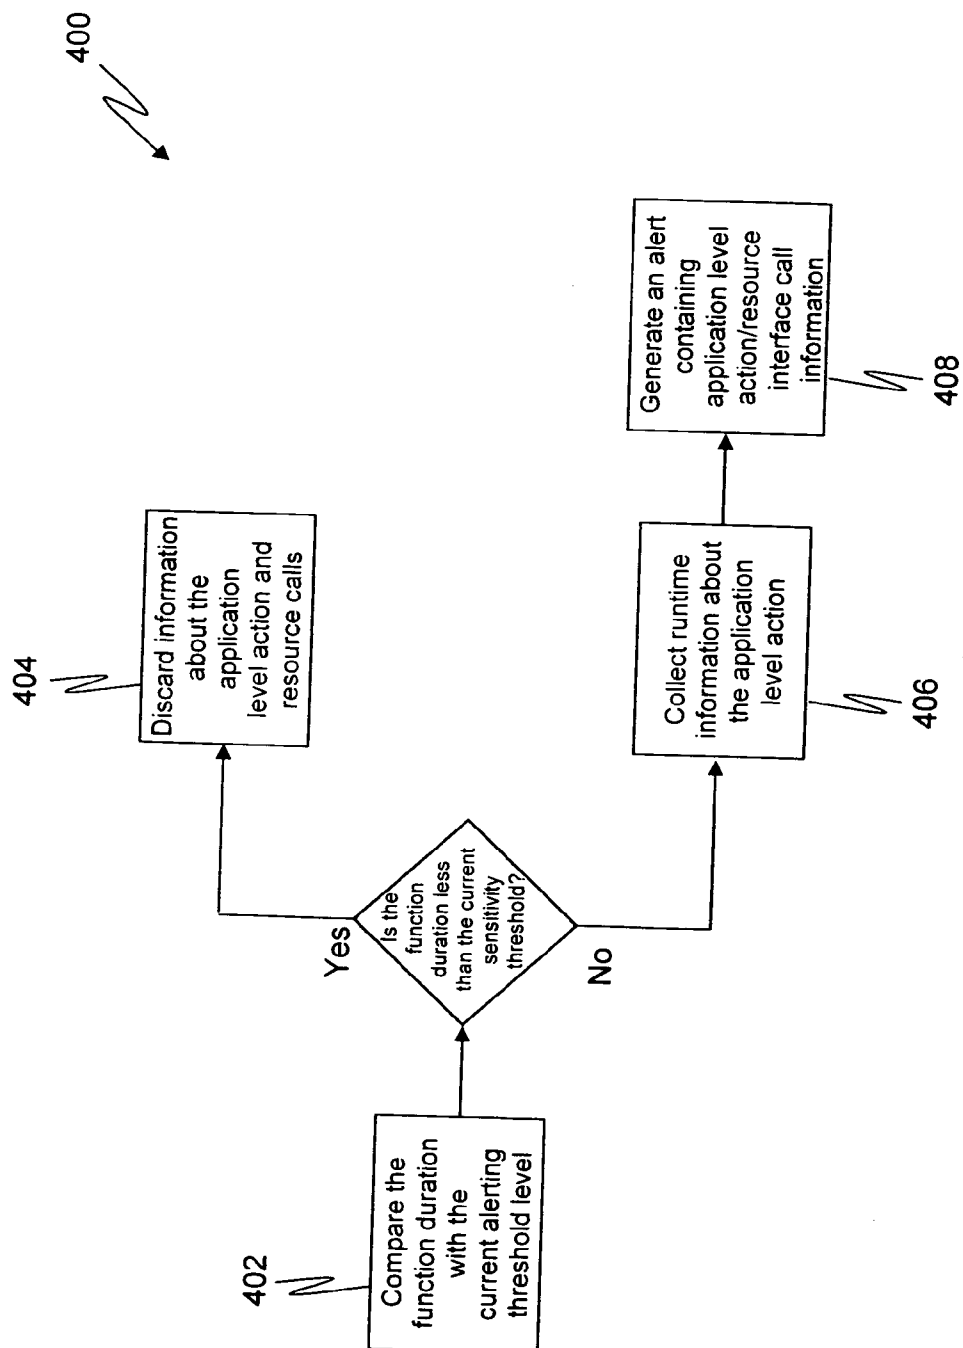 400
402
Compare the
function duration
with the
current alerting
threshold level
Is the
function
duration less
than the current
sensitivity
threshold?
Yes
No
404
Discard information
about the
application
level action and
resource calls
Collect runtime
information about
the application
level action
406
Generate an alert
containing
application level
action/resource
interface call
information
408